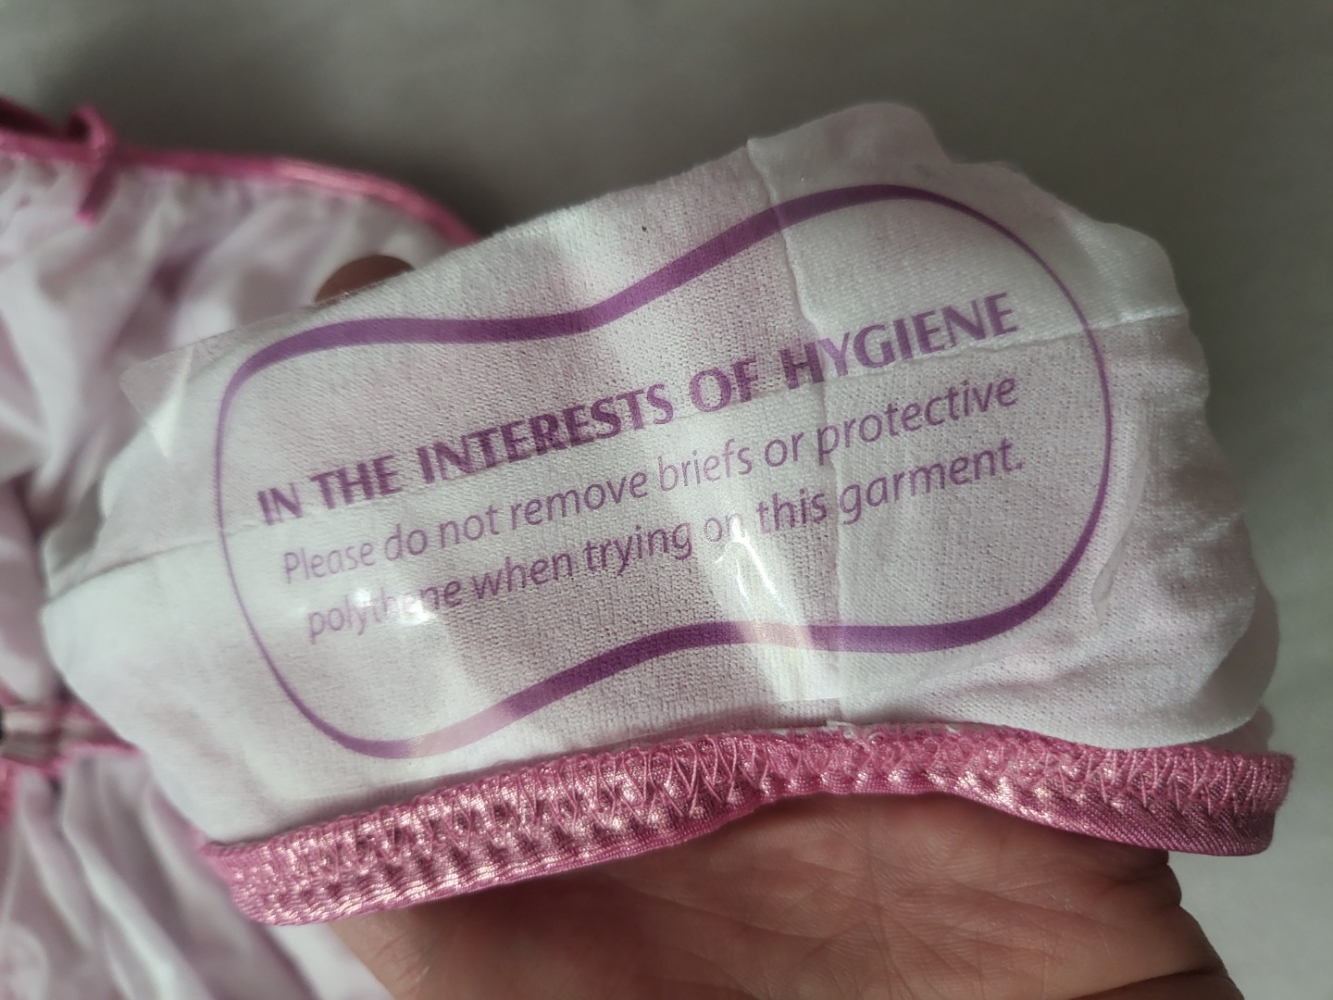 IN THE INTERESTS OF HYGIENE
Please do not remove briefs or protective
polythene when trying on this garment.